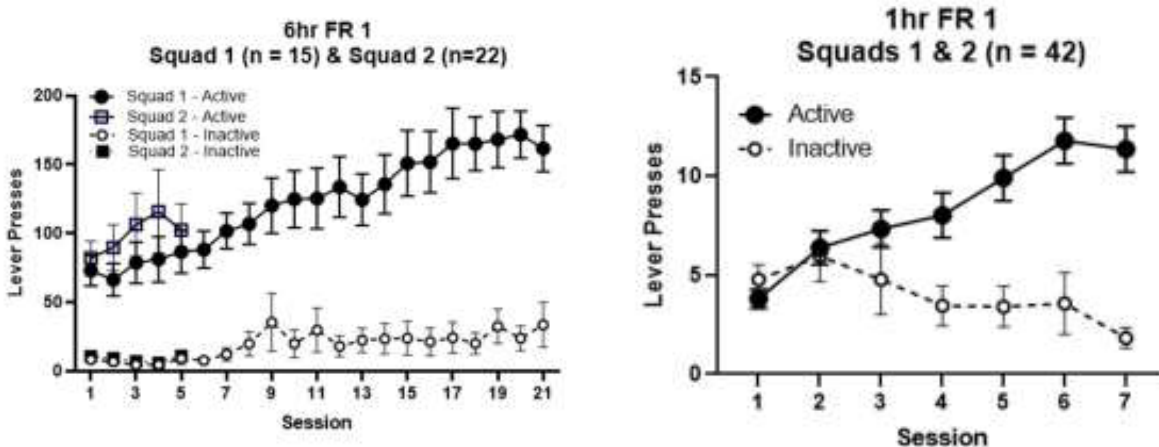 6hr FR 1
Squad 1 (n = 15) & Squad 2 (n=22)
Squad 1 - Active
Squad 2 - Active
Squad 1 - Inactive
Squad 2 - Inactive
200
150
100
50
0
Lever Presses
1 3 5 7 9 11 13 15 17 19 21
Session
1hr FR 1
Squads 1 & 2 (n = 42)
Active
Inactive
15
10
5
0
Lever Presses
1 2 3 4 5 6 7
Session